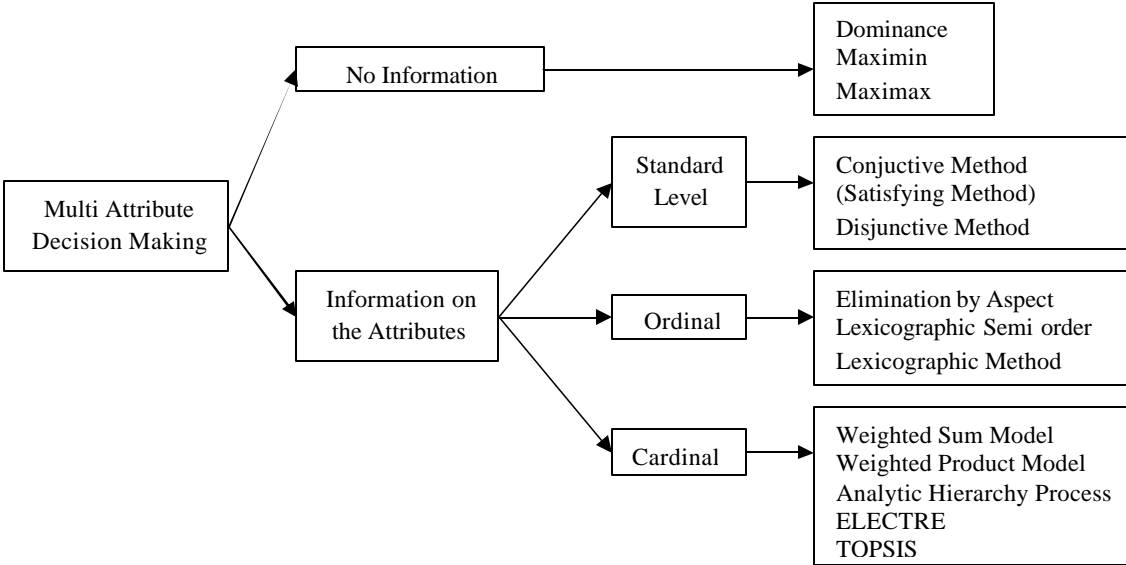 Multi Attribute
Decision Making
No Information
Dominance
Maximin
Maximax
Information on
the Attributes
Standard
Level
Conjuctive Method
(Satisfying Method)
Disjunctive Method
Ordinal
Elimination by Aspect
Lexicographic Semi order
Lexicographic Method
Cardinal
Weighted Sum Model
Weighted Product Model
Analytic Hierarchy Process
ELECTRE
TOPSIS